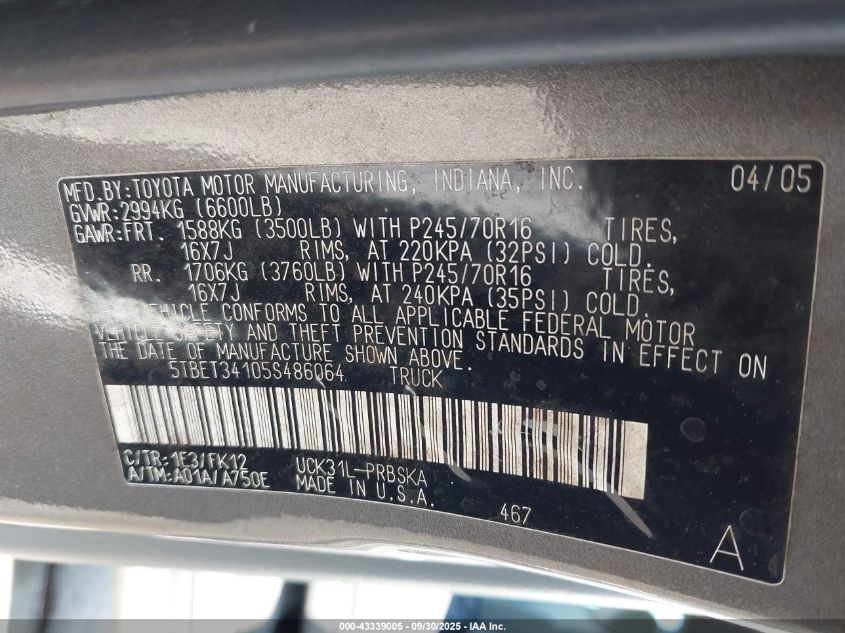 MFD.BY:TOYOTA MOTOR MANUFACTURING, INDIANA, INC. 04/05
GVWR:2994KG (6600LB)
GAWR:FRT. 1588KG (3500LB) WITH P245/70R16 TIRES,
16X7J RIMS, AT 220KPA (32PSI) COLD.
RR. 1706KG (3760LB) WITH P245/70R16 TIRES,
16X7J RIMS, AT 240KPA (35PSI) COLD.
THIS VEHICLE CONFORMS TO ALL APPLICABLE FEDERAL MOTOR
VEHICLE SAFETY AND THEFT PREVENTION STANDARDS IN EFFECT ON
THE DATE OF MANUFACTURE SHOWN ABOVE.
5TBET34105S486064 TRUCK
C/TR:1E3/FK12 UCK31L-PRBSKA
A/TM:A01A/A750E MADE IN U.S.A.
467
A
000-43339005 - 09/30/2025 - IAA Inc.